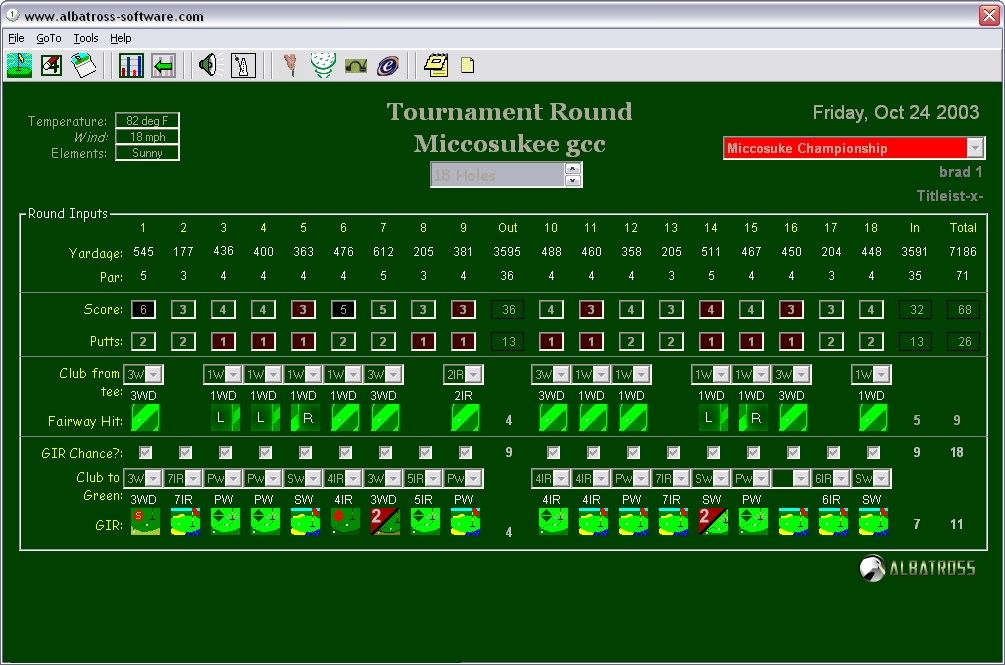 www.albatross-software.com
File GoTo Tools Help
Temperature: 82 deg F
Wind: 18 mph
Elements: Sunny
Tournament Round
Miccosukee gcc
18 Holes
Friday, Oct 24 2003
Miccosuke Championship
brad 1
Titleist-x-
Round Inputs
1 2 3 4 5 6 7 8 9 Out 10 11 12 13 14 15 16 17 18 In Total
Yardage: 545 177 436 400 363 476 612 205 381 3595 488 460 358 205 511 467 450 204 448 3591 7186
Par: 5 3 4 4 4 4 5 3 4 36 4 4 4 3 5 4 4 3 4 35 71
Score: 6 3 4 4 3 5 5 3 3 36 4 3 4 3 4 4 3 3 4 32 68
Putts: 2 2 1 1 1 2 2 1 1 13 1 1 2 2 1 1 1 2 2 13 26
Club from tee: 3W 1W 1W 1W 1W 3W 2IR 3W 1W 1W 1W 1W 3W 1W
3WD 1WD 1WD 1WD 1WD 3WD 2IR 3WD 1WD 1WD 1WD 1WD 3WD 1WD
Fairway Hit: L L R 4 L R 5 9
GIR Chance?: 9 9 18
Club to Green: 3W 7IR PW PW SW 4IR 3W 5IR PW 4IR 4IR PW 7IR SW PW 6IR SW
3WD 7IR PW PW SW 4IR 3WD 5IR PW 4IR 4IR PW 7IR SW PW 6IR SW
GIR: S 2 4 2 7 11
ALBATROSS